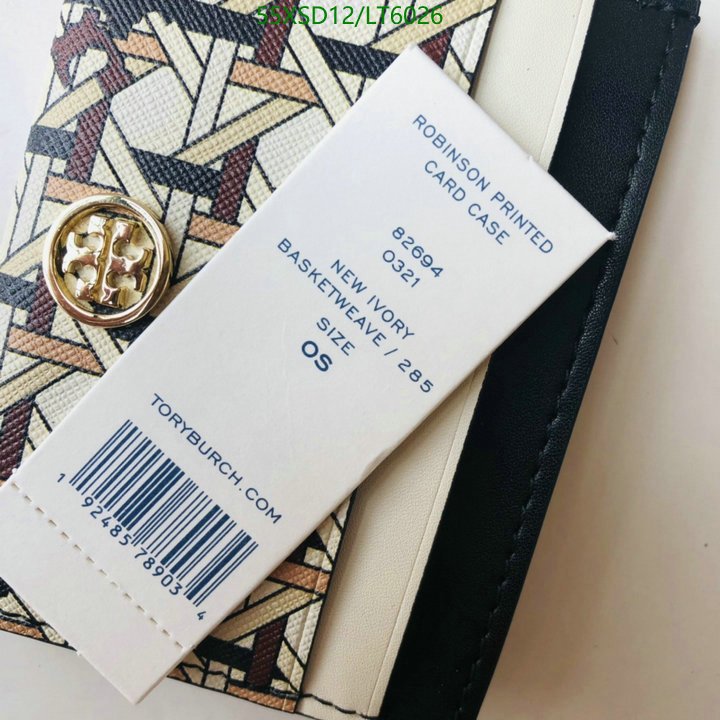 55XSD12/LT6026
ROBINSON PRINTED
CARD CASE
82694
0321
NEW IVORY
BASKETWEAVE / 285
SIZE
OS
TORYBURCH.COM
1 92485 78903 4